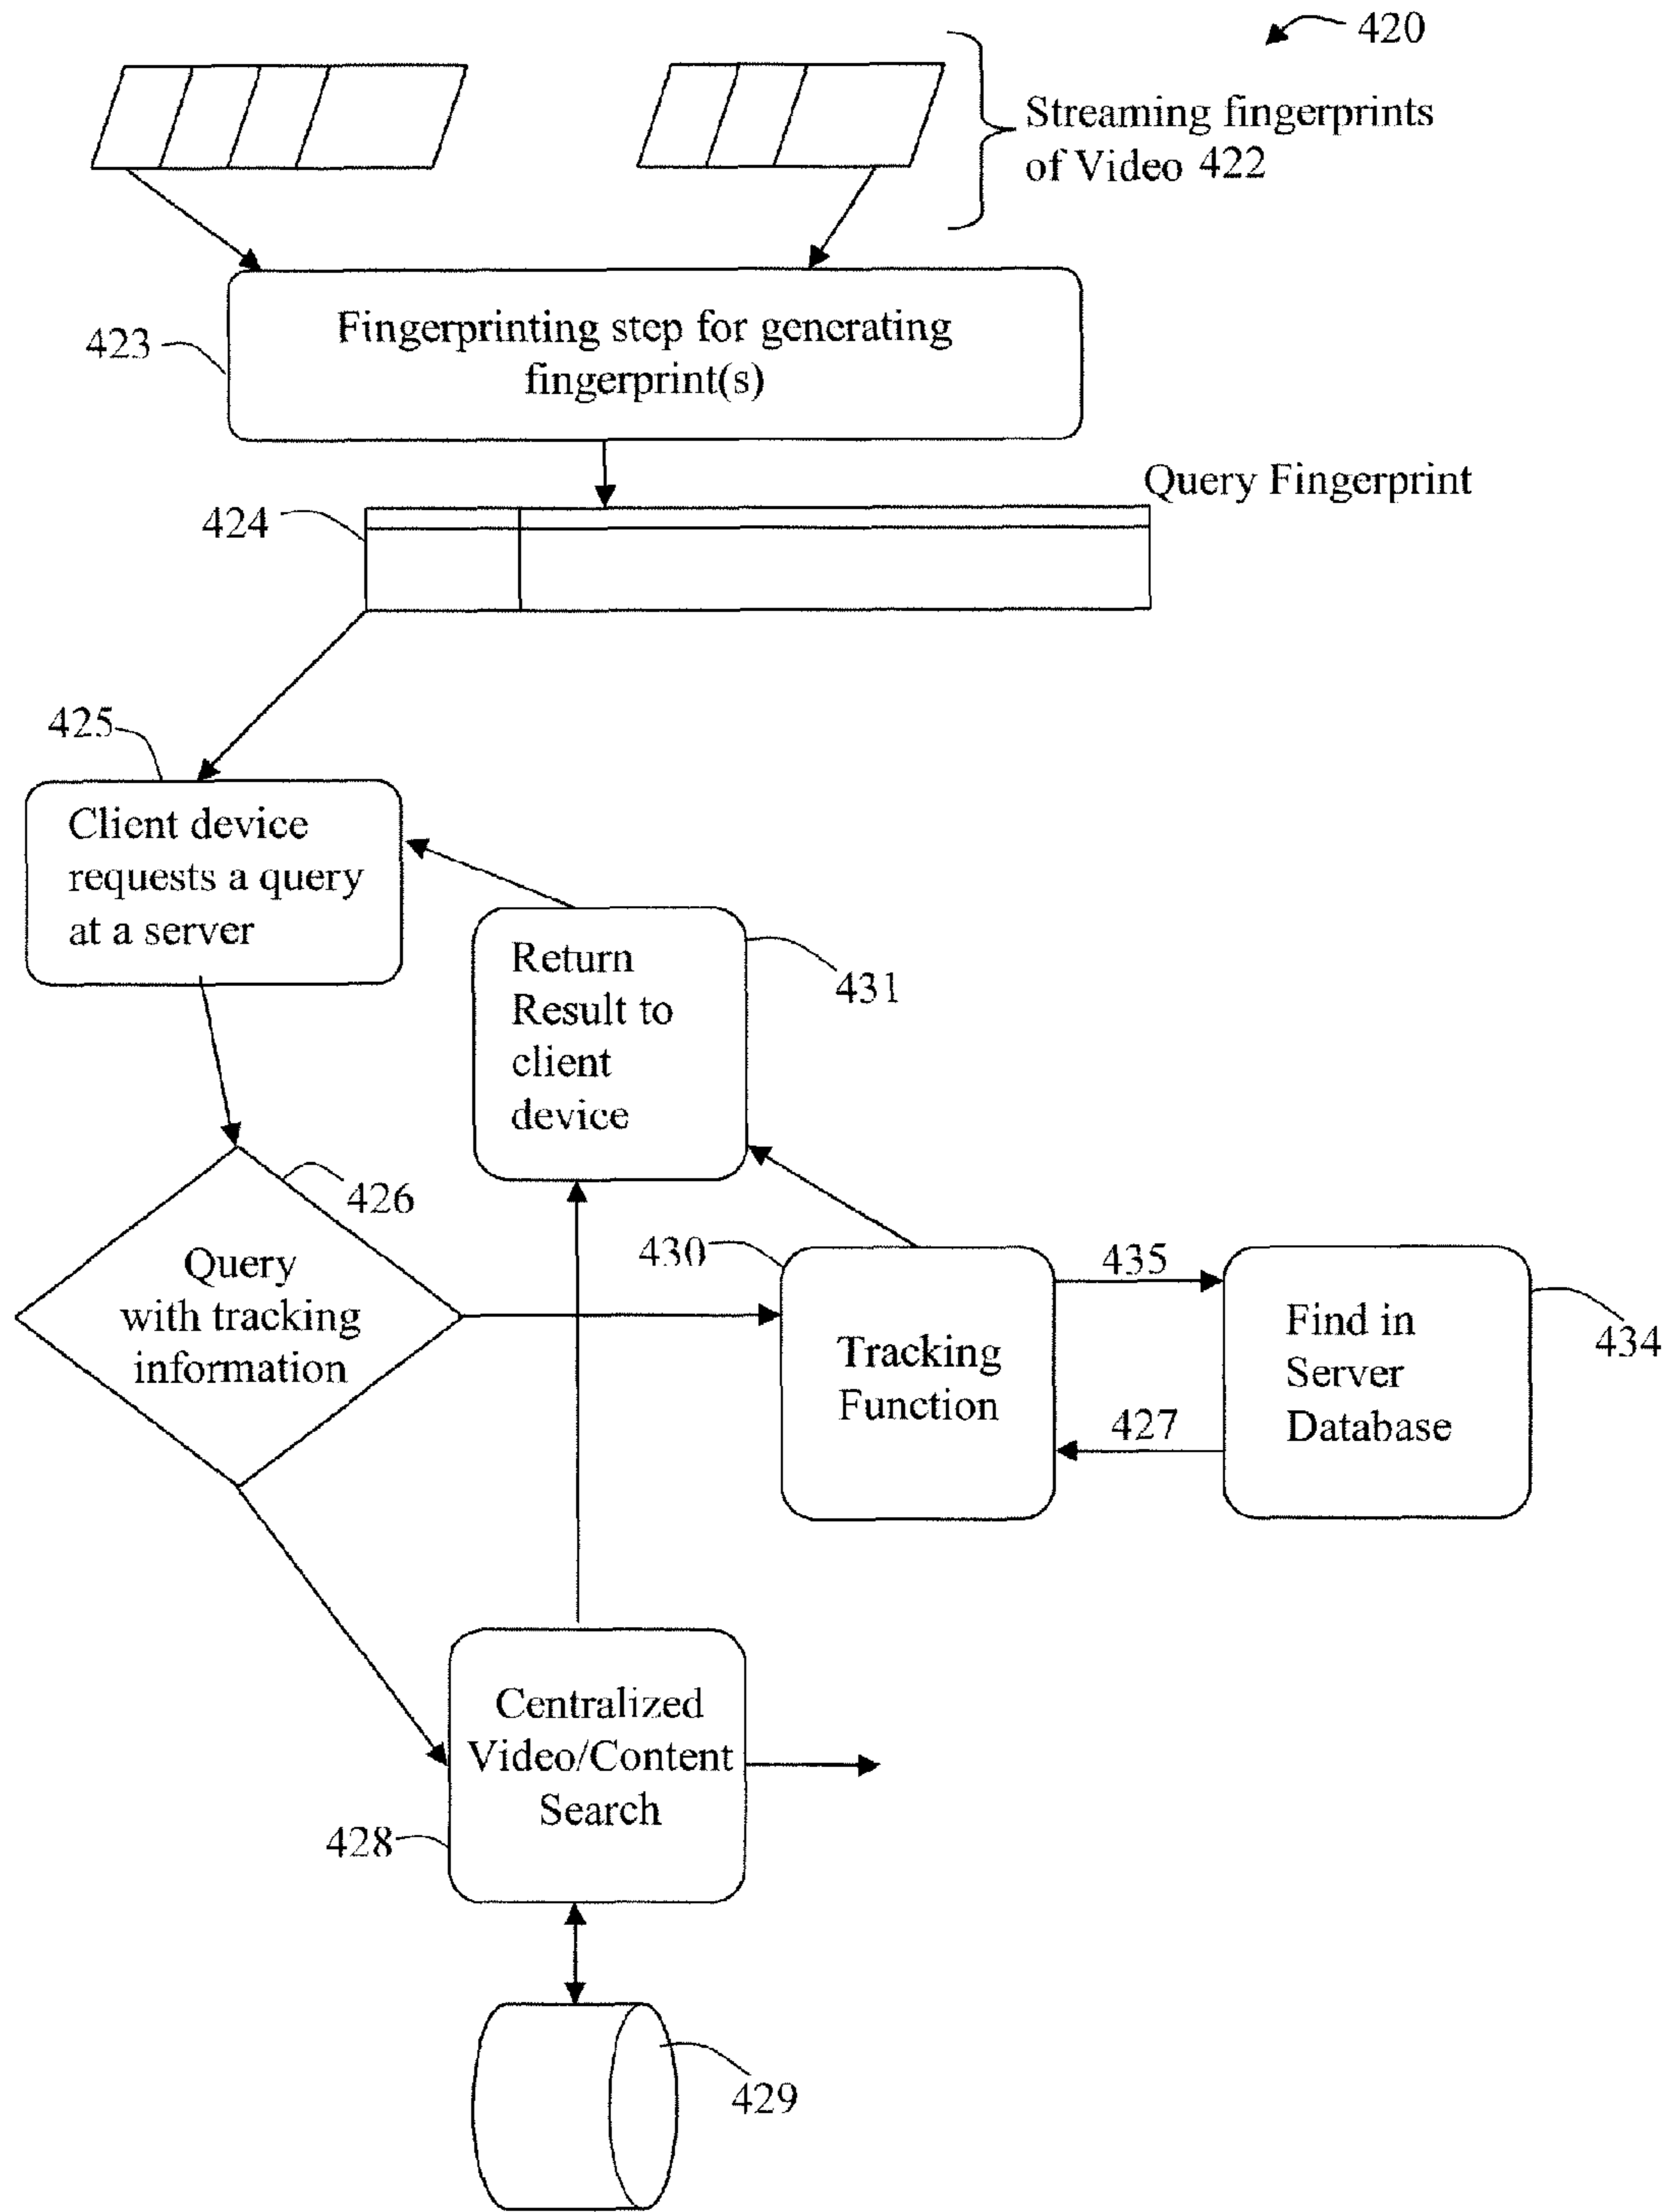 420
Streaming fingerprints
of Video 422
423
Fingerprinting step for generating
fingerprint(s)
Query Fingerprint
424
425
Client device
requests a query
at a server
Return
Result to
client
device
431
426
Query
with tracking
information
430
Tracking
Function
435
427
Find in
Server
Database
434
Centralized
Video/Content
Search
428
429